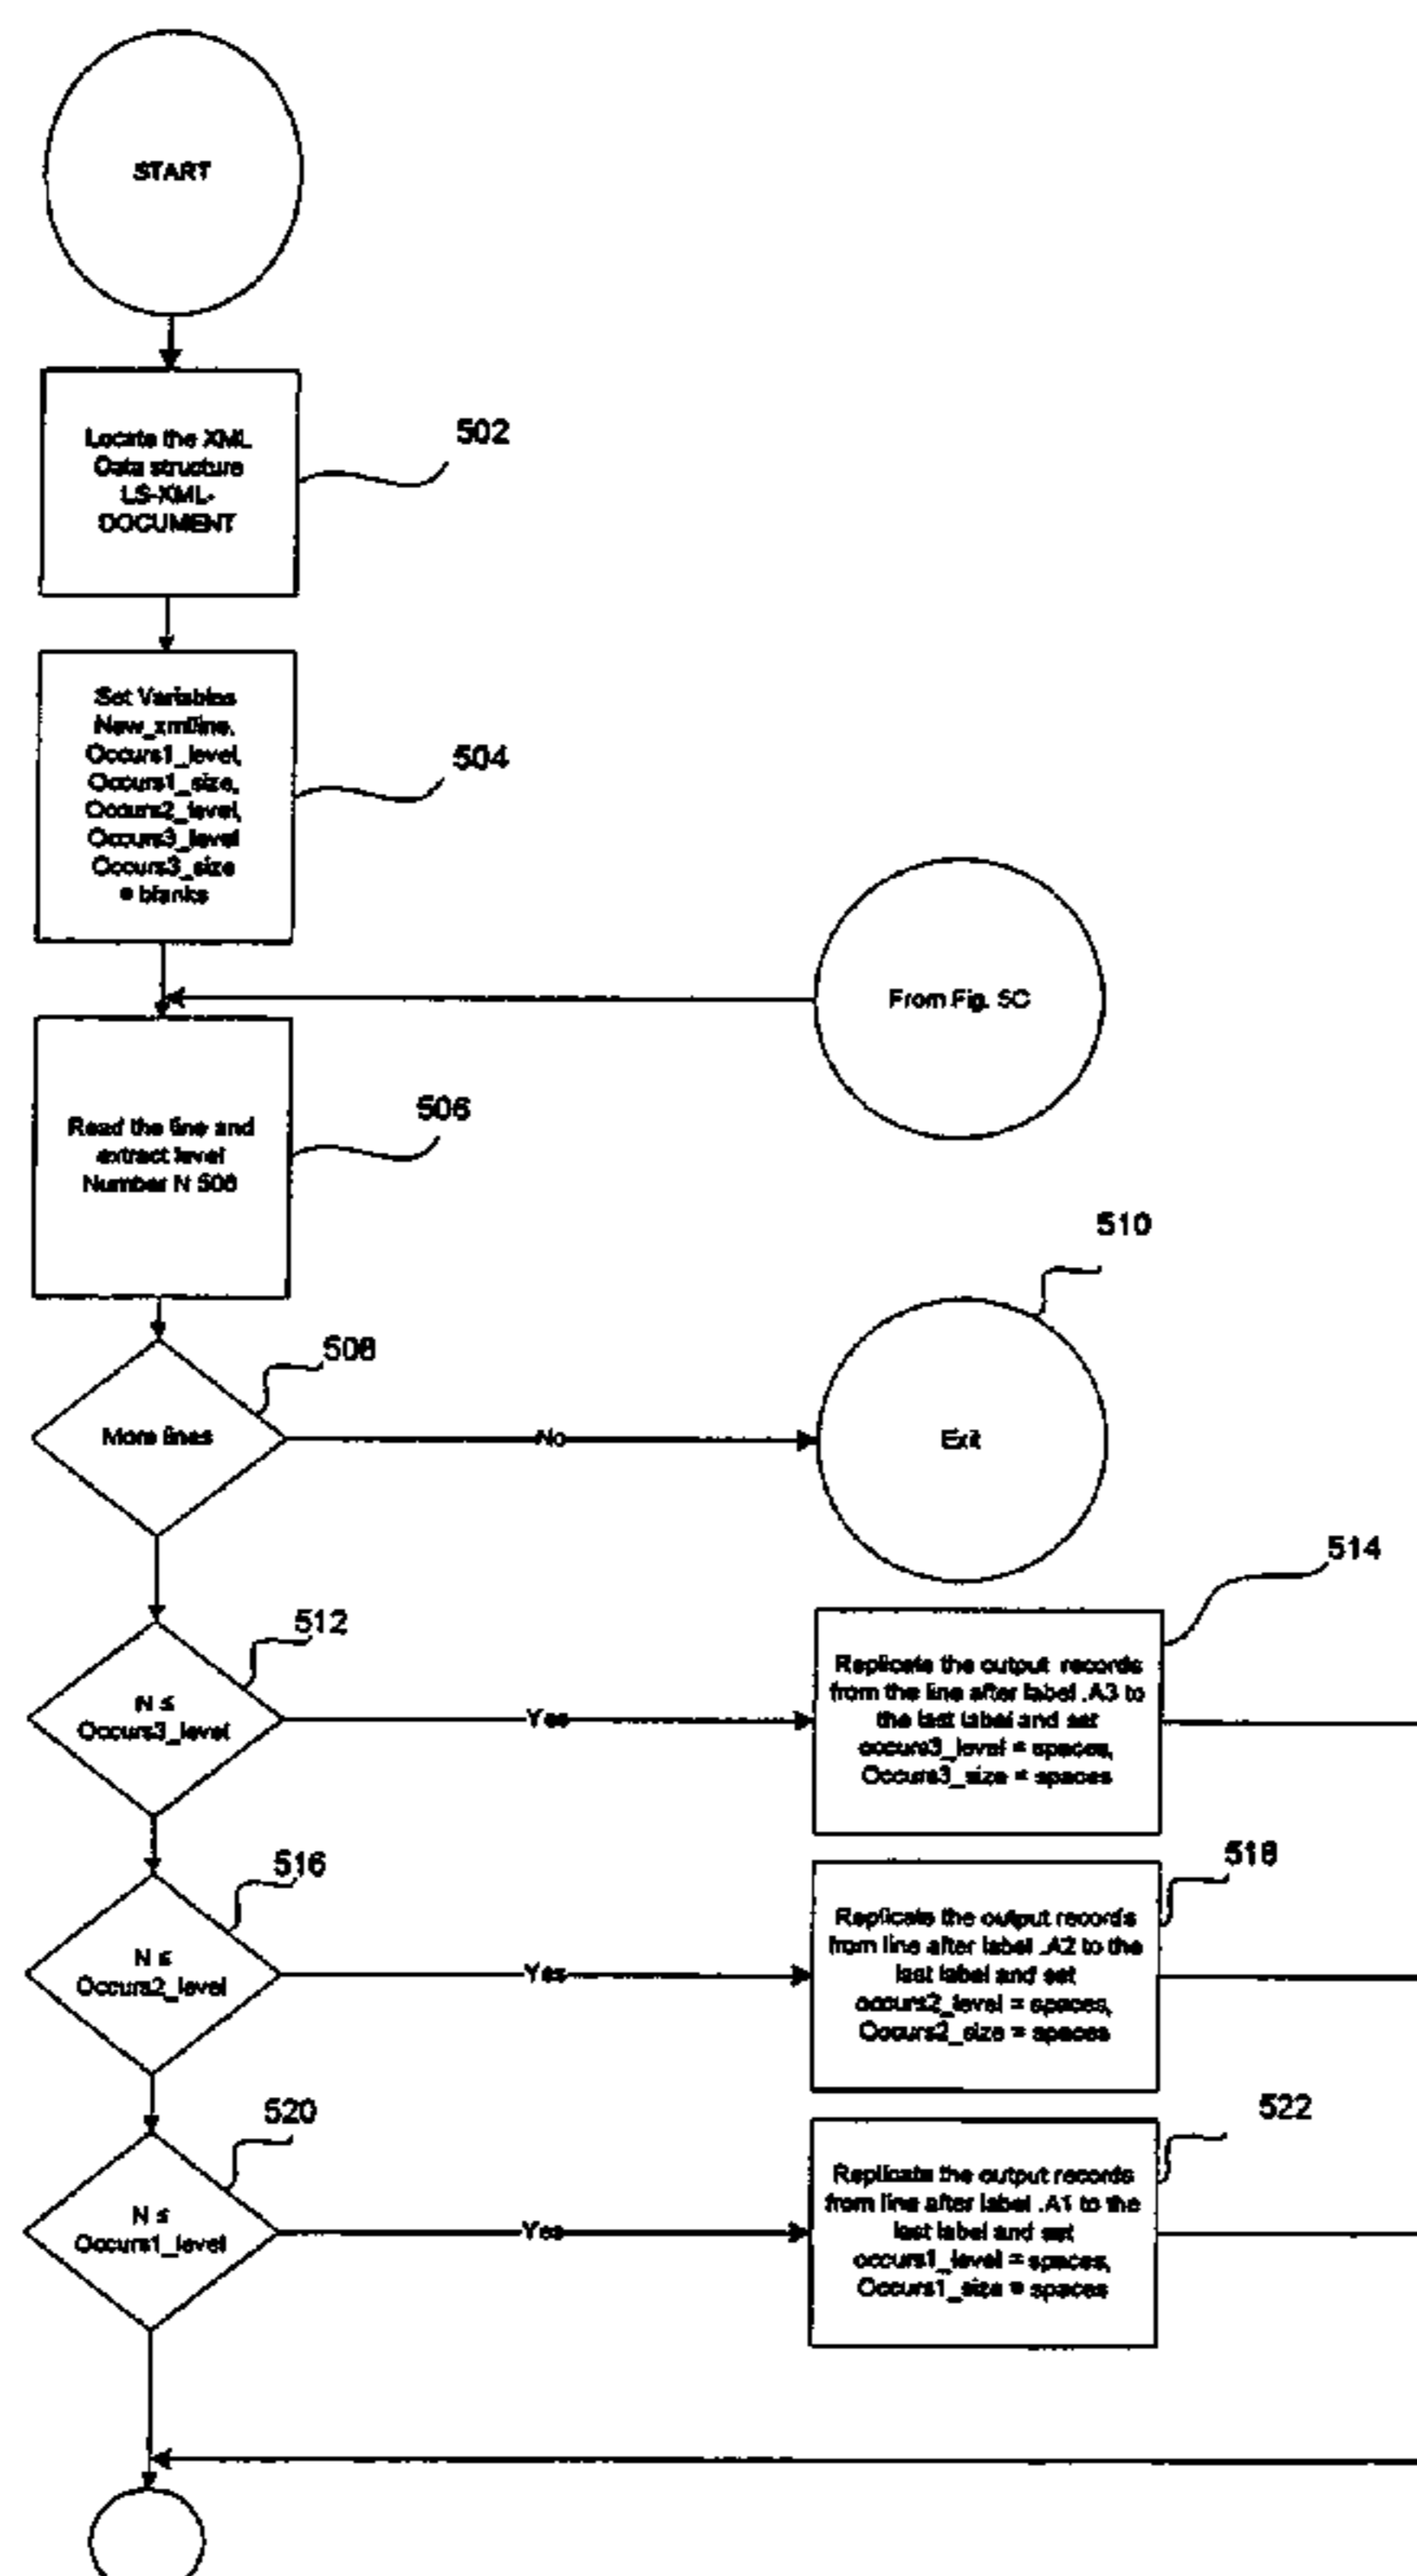 START
Locate the XML
Data structure
LS-XML-
DOCUMENT
502
Set Variables
New_xmlline,
Occurs1_level,
Occurs1_size,
Occurs2_level,
Occurs3_level
Occurs3_size
= blanks
504
From Fig. 5C
Read the line and
extract level
Number N 506
506
510
More lines
508
No
Exit
514
512
N ≤
Occurs3_level
Yes
Replicate the output records
from the line after label .A3 to
the last label and set
occurs3_level = spaces,
Occurs3_size = spaces
516
N ≤
Occurs2_level
Yes
518
Replicate the output records
from line after label .A2 to the
last label and set
occurs2_level = spaces,
Occurs2_size = spaces
520
N ≤
Occurs1_level
Yes
522
Replicate the output records
from line after label .A1 to the
last label and set
occurs1_level = spaces,
Occurs1_size = spaces